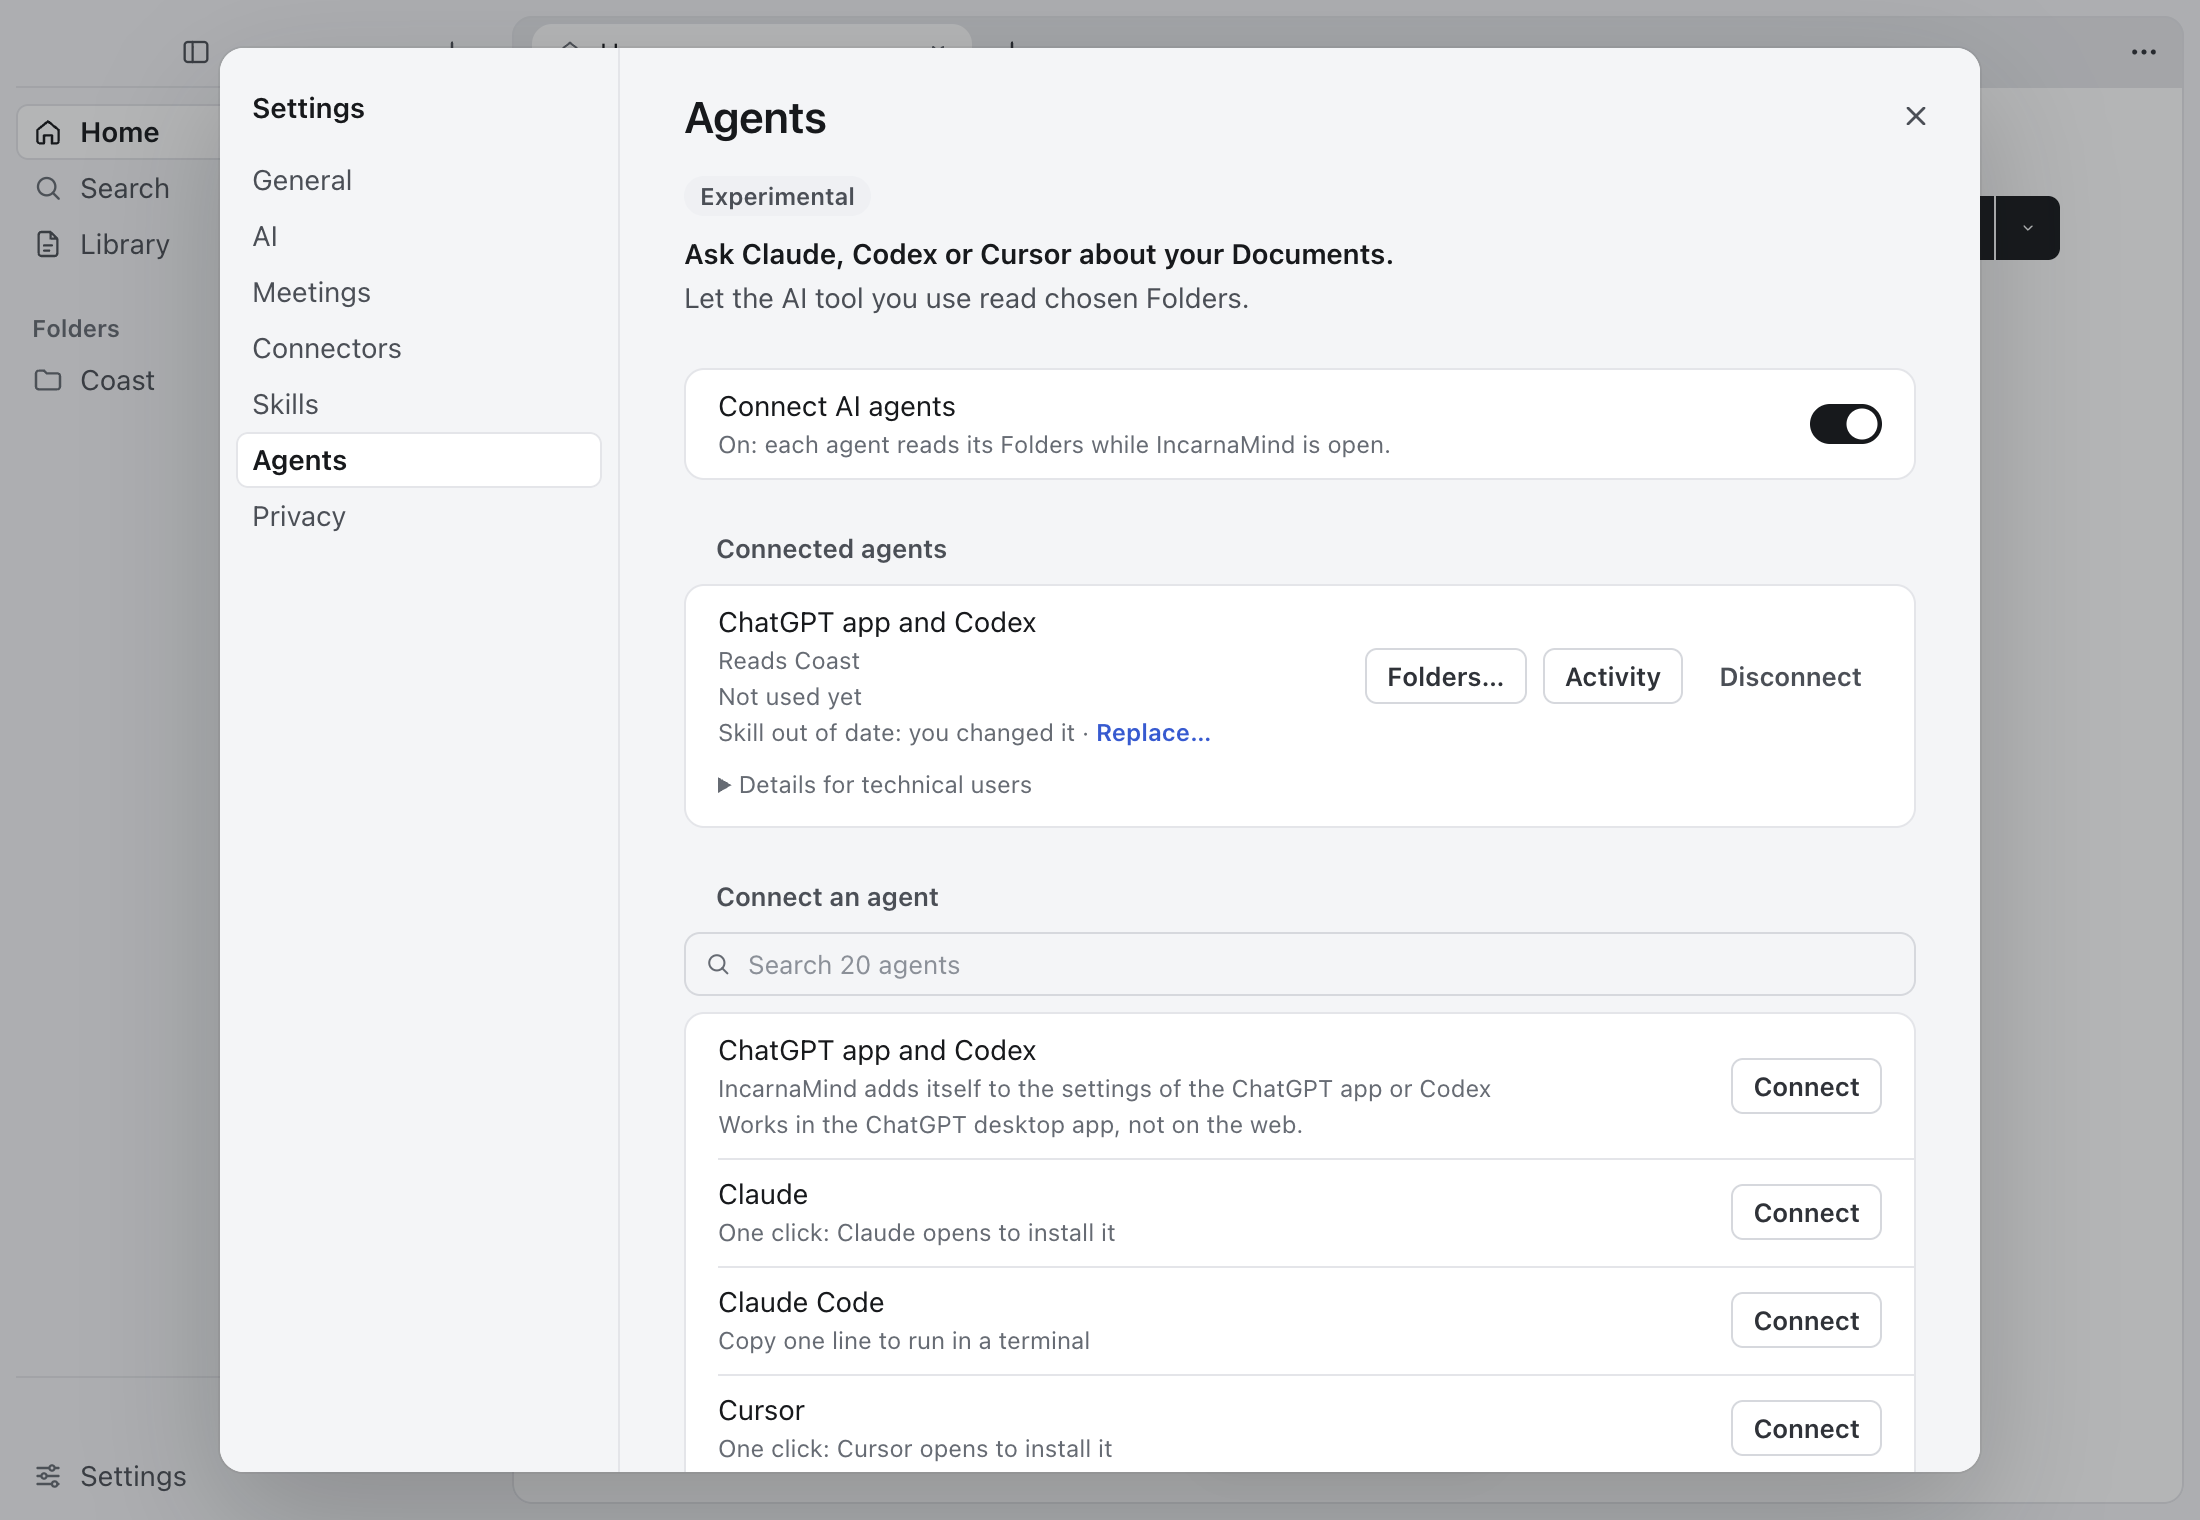 Home
Search
Library
Folders
Coast
Settings
Settings
General
AI
Meetings
Connectors
Skills
Agents
Privacy
Agents
Experimental
Ask Claude, Codex or Cursor about your Documents.
Let the AI tool you use read chosen Folders.
Connect AI agents
On: each agent reads its Folders while IncarnaMind is open.
Connected agents
ChatGPT app and Codex
Reads Coast
Not used yet
Skill out of date: you changed it · Replace...
Folders...
Activity
Disconnect
Details for technical users
Connect an agent
Search 20 agents
ChatGPT app and Codex
IncarnaMind adds itself to the settings of the ChatGPT app or Codex
Works in the ChatGPT desktop app, not on the web.
Connect
Claude
One click: Claude opens to install it
Connect
Claude Code
Copy one line to run in a terminal
Connect
Cursor
One click: Cursor opens to install it
Connect